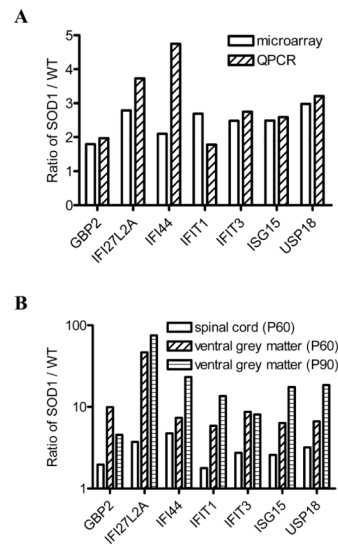 A
microarray
QPCR
Ratio of SOD1 / WT
5
4
3
2
1
0
GBP2
IFI27L2A
IFI44
IFIT1
IFIT3
ISG15
USP18
B
spinal cord (P60)
ventral grey matter (P60)
ventral grey matter (P90)
Ratio of SOD1 / WT
100
10
1
GBP2
IFI27L2A
IFI44
IFIT1
IFIT3
ISG15
USP18